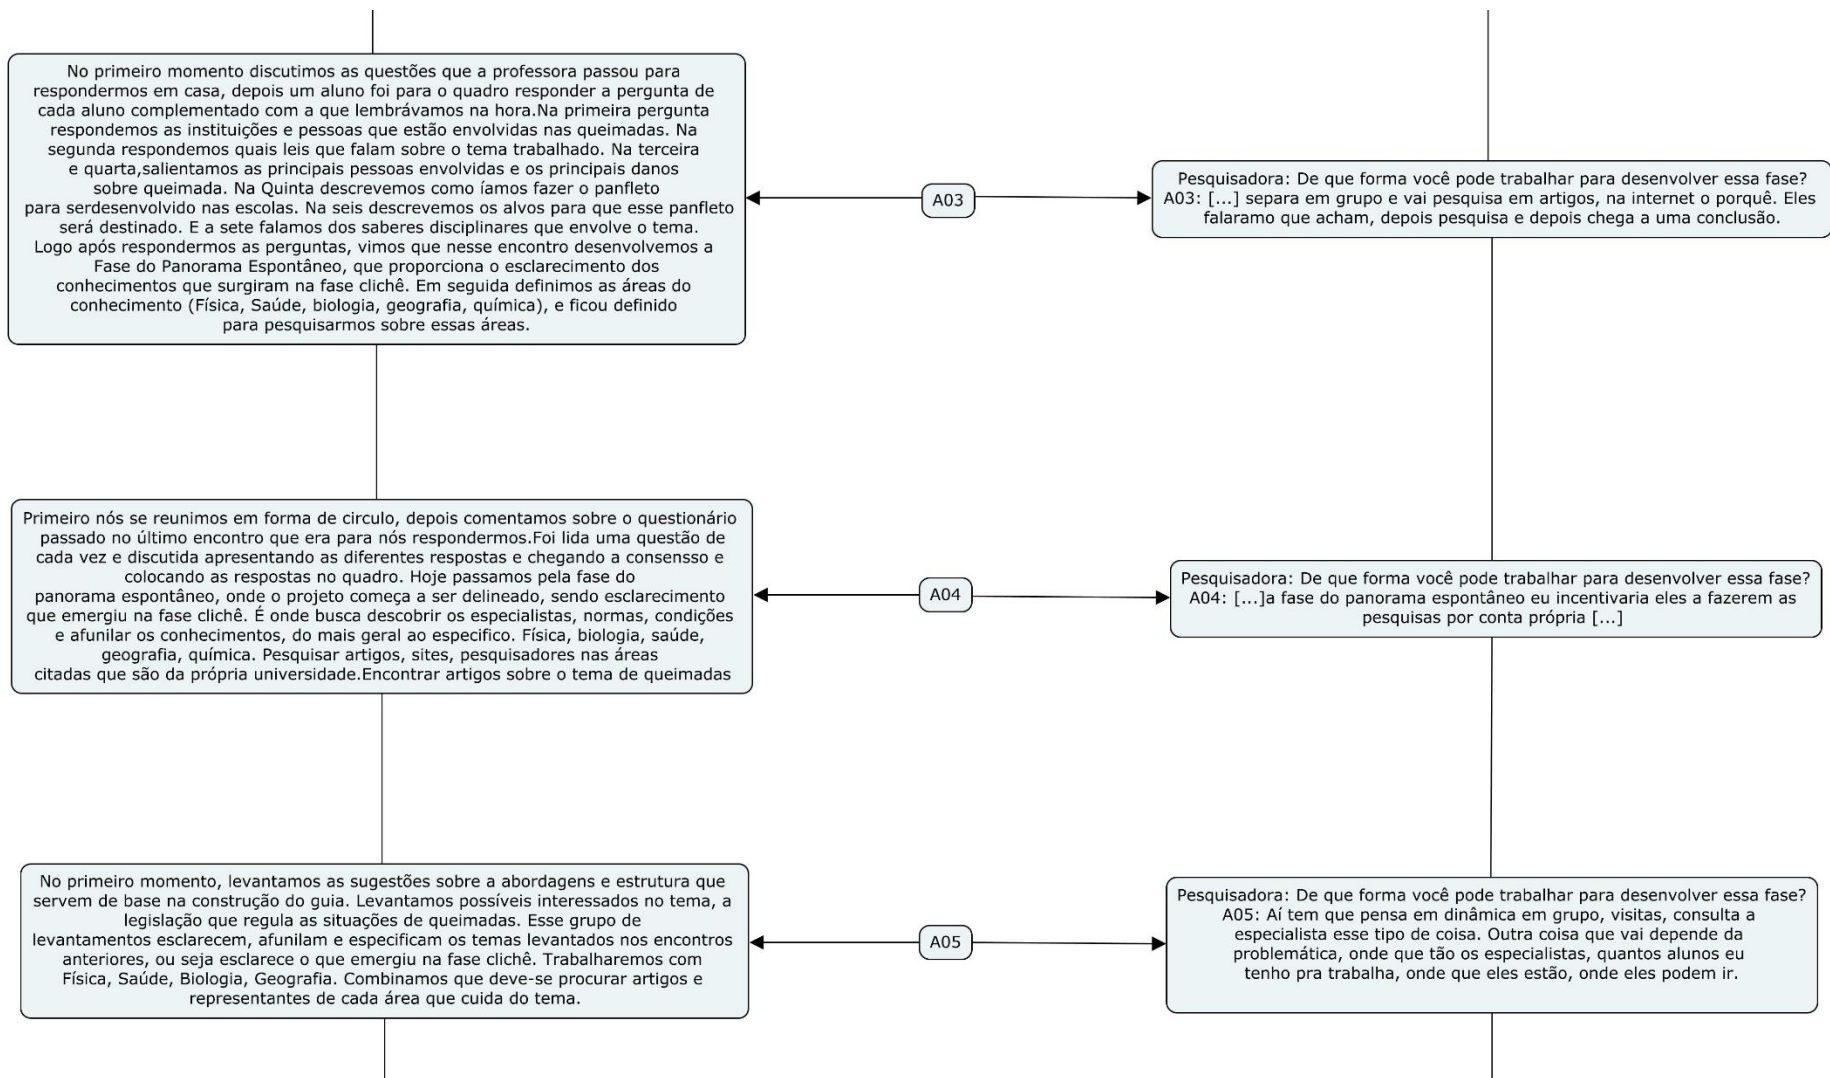 No primeiro momento discutimos as questões que a professora passou para
respondermos em casa, depois um aluno foi para o quadro responder a pergunta de
cada aluno complementado com a que lembrávamos na hora.Na primeira pergunta
respondemos as instituições e pessoas que estão envolvidas nas queimadas. Na
segunda respondemos quais leis que falam sobre o tema trabalhado. Na terceira
e quarta,salientamos as principais pessoas envolvidas e os principais danos
sobre queimada. Na Quinta descrevemos como íamos fazer o panfleto
para serdesenvolvido nas escolas. Na seis descrevemos os alvos para que esse panfleto
será destinado. E a sete falamos dos saberes disciplinares que envolve o tema.
Logo após respondermos as perguntas, vimos que nesse encontro desenvolvemos a
Fase do Panorama Espontâneo, que proporciona o esclarecimento dos
conhecimentos que surgiram na fase clichê. Em seguida definimos as áreas do
conhecimento (Física, Saúde, biologia, geografia, química), e ficou definido
para pesquisarmos sobre essas áreas.
A03
Pesquisadora: De que forma você pode trabalhar para desenvolver essa fase?
A03: [...] separa em grupo e vai pesquisa em artigos, na internet o porquê. Eles
falaramo que acham, depois pesquisa e depois chega a uma conclusão.
Primeiro nós se reunimos em forma de circulo, depois comentamos sobre o questionário
passado no último encontro que era para nós respondermos.Foi lida uma questão de
cada vez e discutida apresentando as diferentes respostas e chegando a consensso e
colocando as respostas no quadro. Hoje passamos pela fase do
panorama espontâneo, onde o projeto começa a ser delineado, sendo esclarecimento
que emergiu na fase clichê. É onde busca descobrir os especialistas, normas, condições
e afunilar os conhecimentos, do mais geral ao especifico. Física, biologia, saúde,
geografia, química. Pesquisar artigos, sites, pesquisadores nas áreas
citadas que são da própria universidade.Encontrar artigos sobre o tema de queimadas
A04
Pesquisadora: De que forma você pode trabalhar para desenvolver essa fase?
A04: [...]a fase do panorama espontâneo eu incentivaria eles a fazerem as
pesquisas por conta própria [...]
No primeiro momento, levantamos as sugestões sobre a abordagens e estrutura que
servem de base na construção do guia. Levantamos possíveis interessados no tema, a
legislação que regula as situações de queimadas. Esse grupo de
levantamentos esclarecem, afunilam e especificam os temas levantados nos encontros
anteriores, ou seja esclarece o que emergiu na fase clichê. Trabalharemos com
Física, Saúde, Biologia, Geografia. Combinamos que deve-se procurar artigos e
representantes de cada área que cuida do tema.
A05
Pesquisadora: De que forma você pode trabalhar para desenvolver essa fase?
A05: Aí tem que pensa em dinâmica em grupo, visitas, consulta a
especialista esse tipo de coisa. Outra coisa que vai depende da
problemática, onde que tão os especialistas, quantos alunos eu
tenho pra trabalha, onde que eles estão, onde eles podem ir.